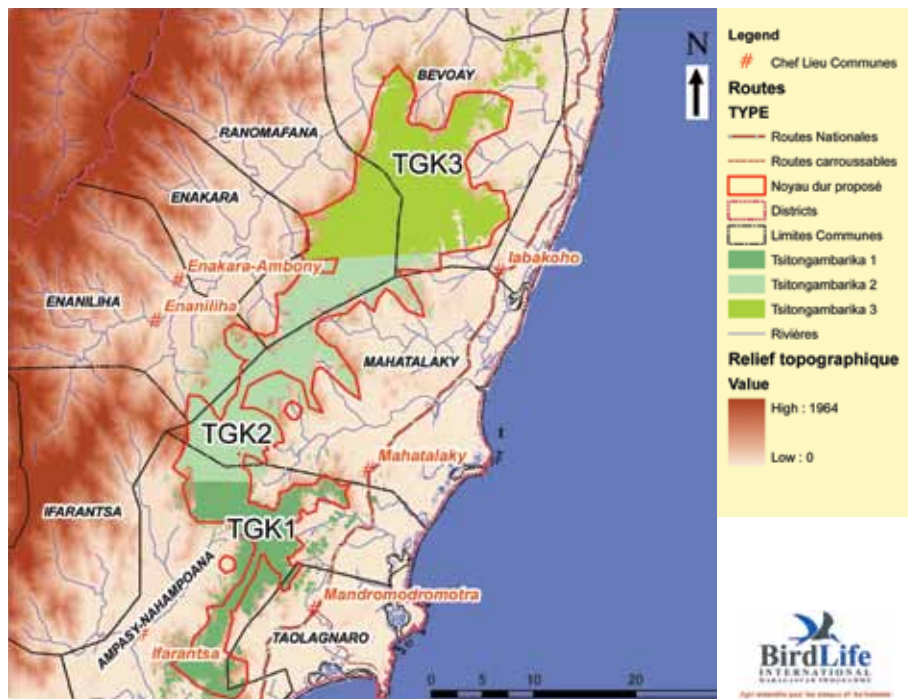 N
BEVOAY
RANOMAFANA
TGK3
ENAKARA
Enakara-Ambony
Iabakoho
ENANILIHA
Enaniliha
MAHATALAKY
TGK2
Mahatalaky
IFARANTSA
TGK1
AMPASY-NAHAMPOANA
Mandromodromotra
Ifarantsa
TAOLAGNARO
0 5 10 20
Legend
# Chef Lieu Communes
Routes
TYPE
Routes Nationales
Routes carroussables
Noyau dur proposé
Districts
Limites Communes
Tsitongambarika 1
Tsitongambarika 2
Tsitongambarika 3
Rivières
Relief topographique
Value
High : 1964
Low : 0
BirdLife
INTERNATIONAL
MADAGASCAR PROGRAMME